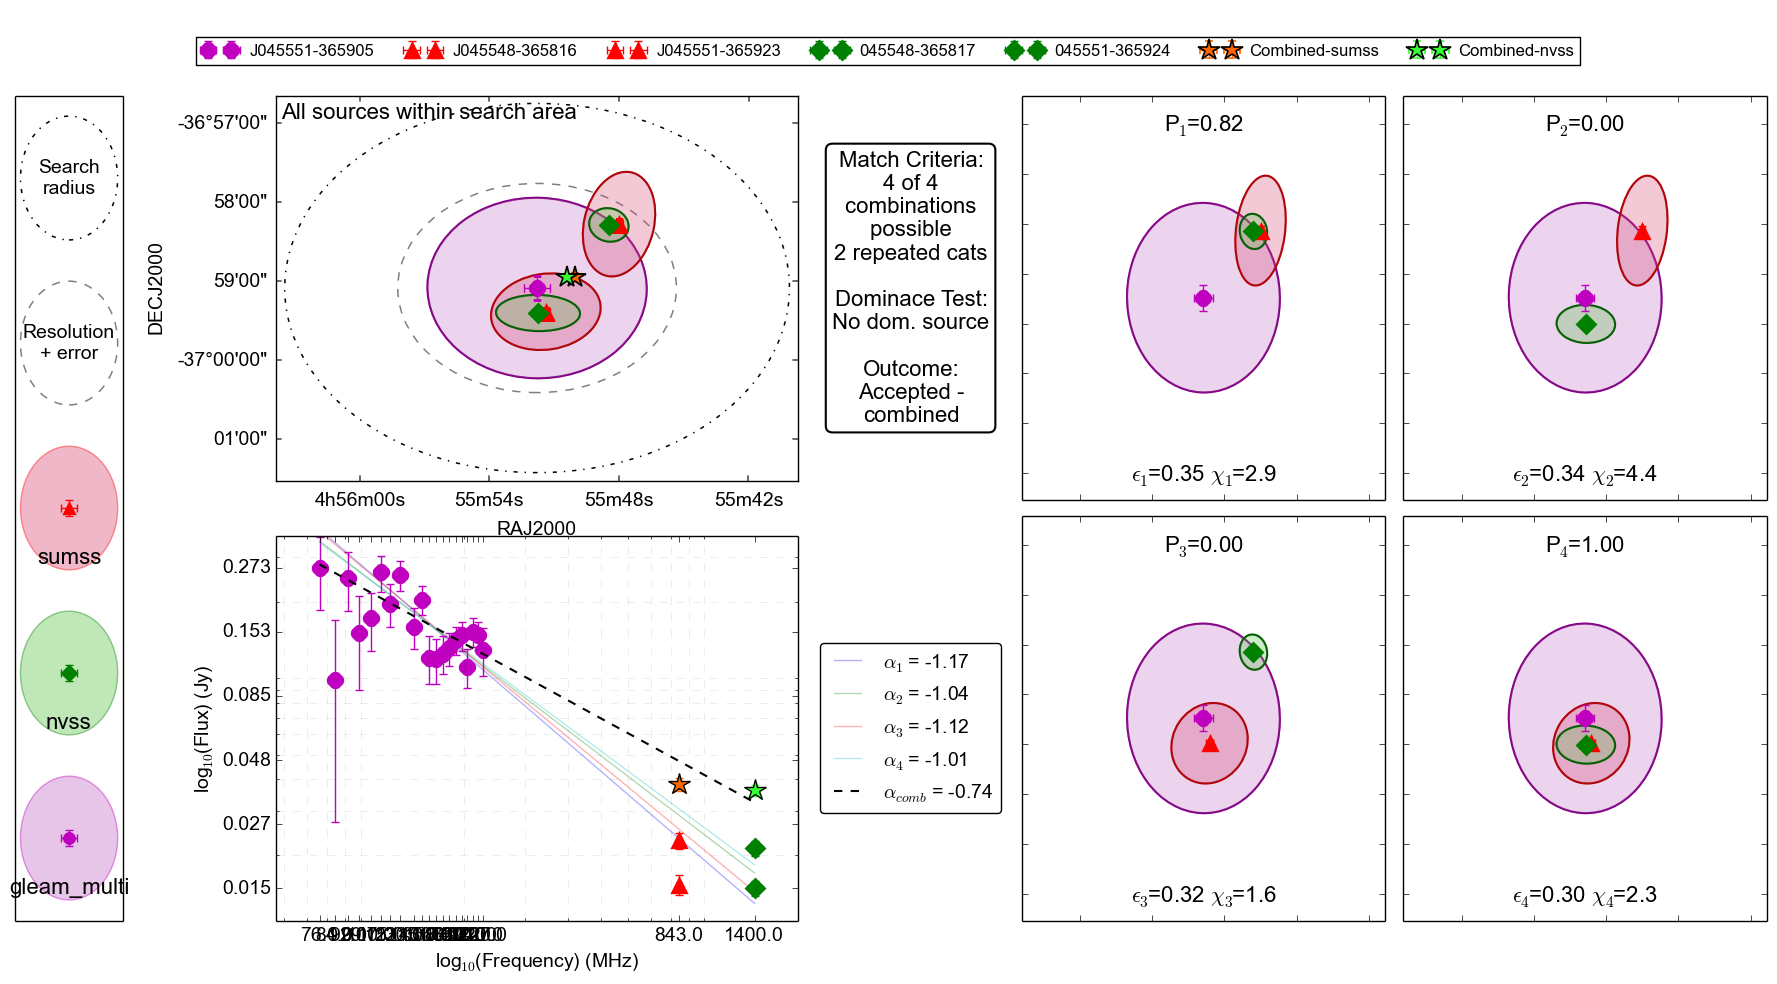 J045551-365905 J045548-365816 J045551-365923 045548-365817 045551-365924 Combined-sumss Combined-nvss
Search
radius
Resolution
+ error
sumss
nvss
gleam_multi
All sources within search area
DECJ2000
-36°57'00"
58'00"
59'00"
-37°00'00"
01'00"
4h56m00s 55m54s 55m48s 55m42s
RAJ2000
Match Criteria:
4 of 4
combinations
possible
2 repeated cats
Dominace Test:
No dom. source
Outcome:
Accepted -
combined
P1=0.82
ϵ1=0.35 χ1=2.9
P2=0.00
ϵ2=0.34 χ2=4.4
P3=0.00
ϵ3=0.32 χ3=1.6
P4=1.00
ϵ4=0.30 χ4=2.3
log10(Flux) (Jy)
0.273
0.153
0.085
0.048
0.027
0.015
843.0 1400.0
log10(Frequency) (MHz)
α1 = -1.17
α2 = -1.04
α3 = -1.12
α4 = -1.01
αcomb = -0.74